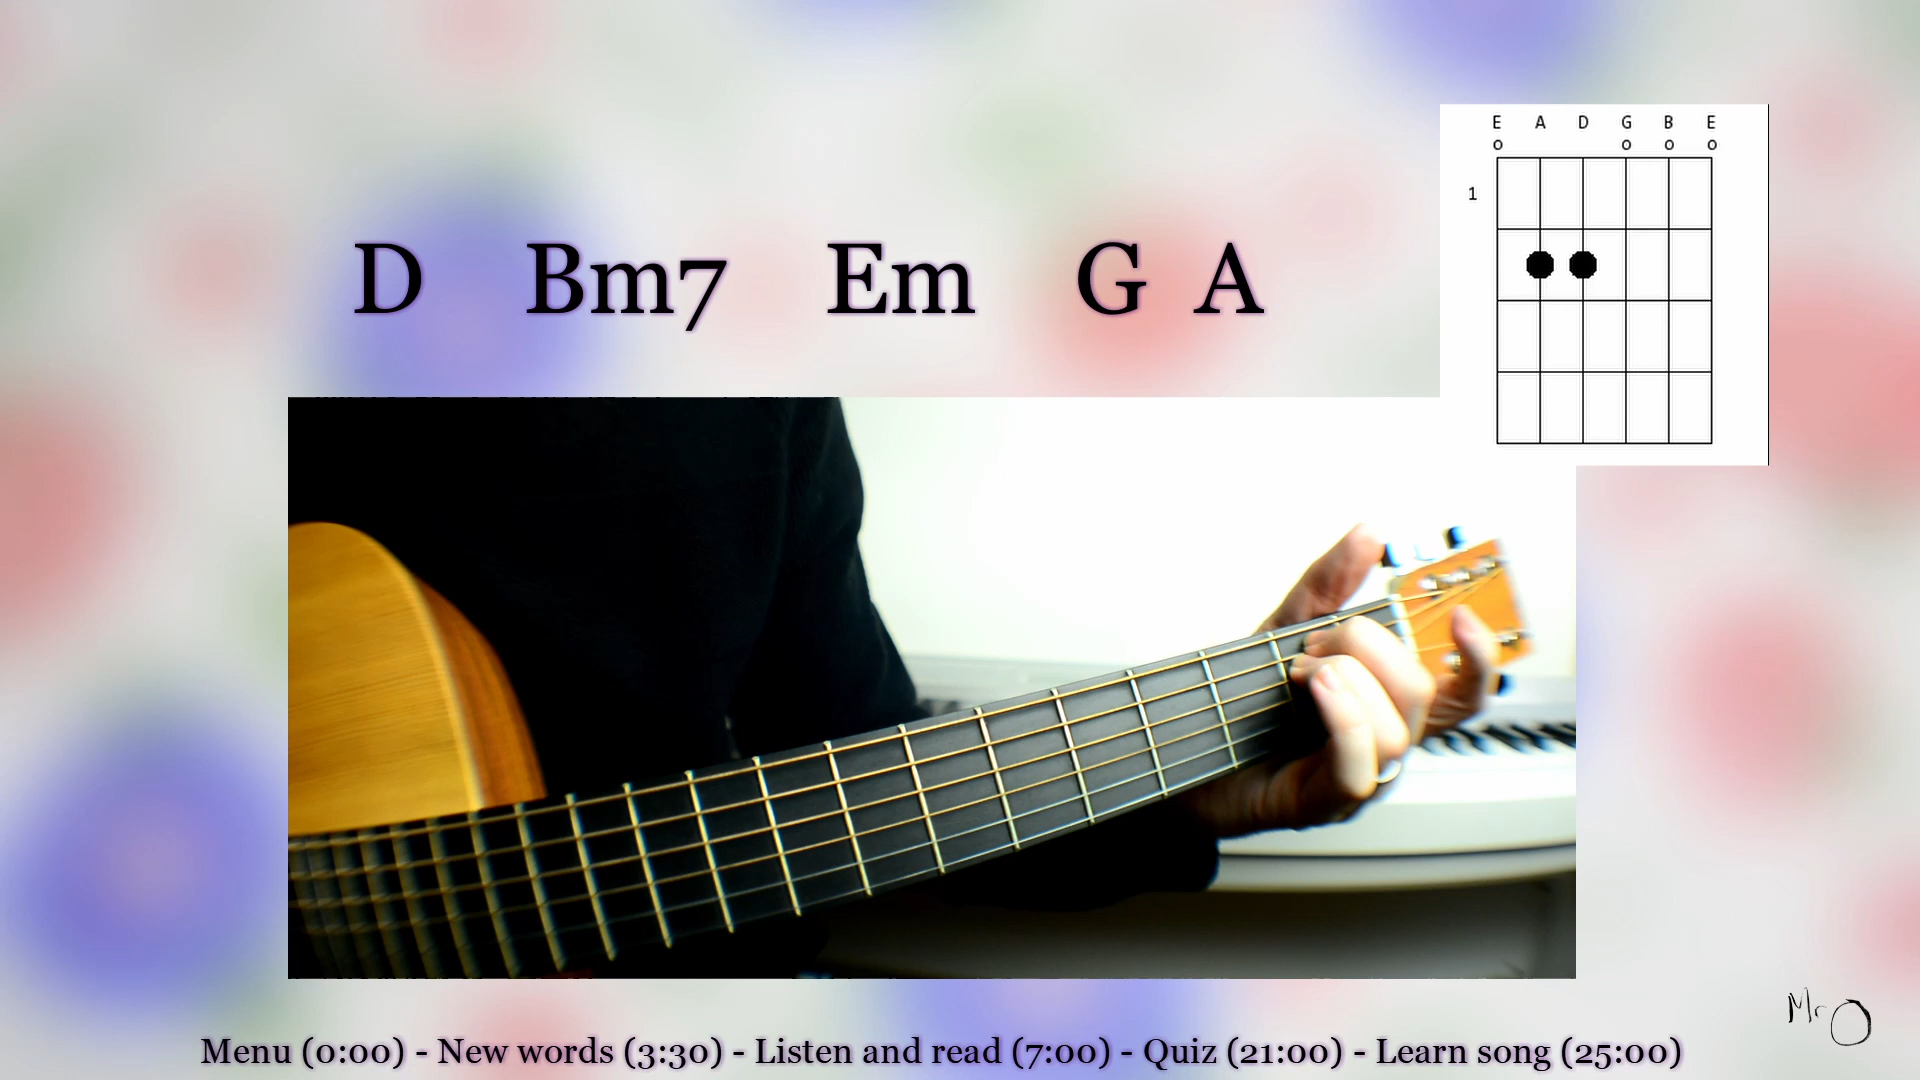 E A D G B E
o o o o
1
D Bm7 Em G A
Mr O
Menu (0:00) - New words (3:30) - Listen and read (7:00) - Quiz (21:00) - Learn song (25:00)